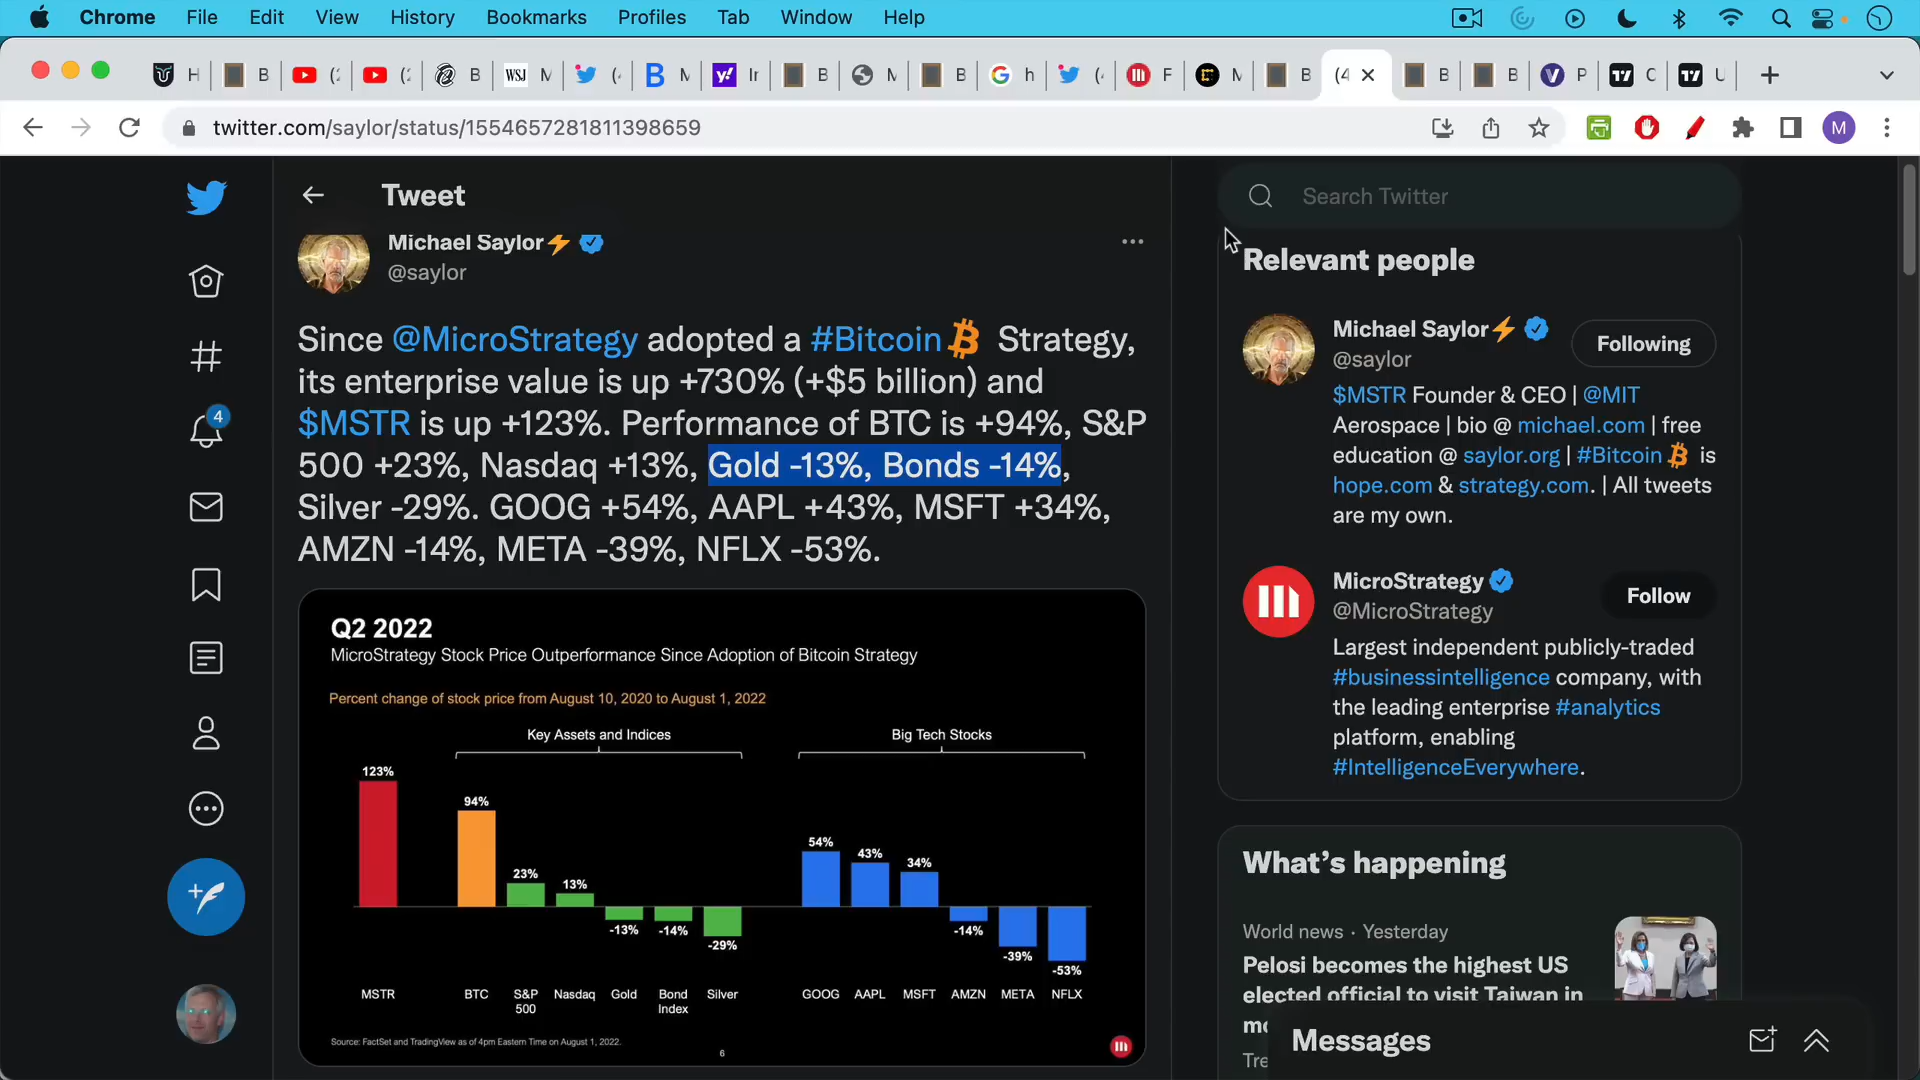 Chrome File Edit View History Bookmarks Profiles Tab Window Help
H B (2 (2 B WSJ M (4 B M y! Ir B M B G h (4 F M B (4 B B P C U
twitter.com/saylor/status/1554657281811398659
M
Tweet
Michael Saylor⚡
@saylor
Since @MicroStrategy adopted a #Bitcoin Strategy,
its enterprise value is up +730% (+$5 billion) and
$MSTR is up +123%. Performance of BTC is +94%, S&P
500 +23%, Nasdaq +13%, Gold -13%, Bonds -14%,
Silver -29%. GOOG +54%, AAPL +43%, MSFT +34%,
AMZN -14%, META -39%, NFLX -53%.
4
Q2 2022
MicroStrategy Stock Price Outperformance Since Adoption of Bitcoin Strategy
Percent change of stock price from August 10, 2020 to August 1, 2022
Key Assets and Indices
Big Tech Stocks
123% 94% 23% 13% -13% -14% -29% 54% 43% 34% -14% -39% -53%
MSTR BTC S&P 500 Nasdaq Gold Bond Index Silver GOOG AAPL MSFT AMZN META NFLX
Source: FactSet and TradingView as of 4pm Eastern Time on August 1, 2022.
6
Search Twitter
Relevant people
Michael Saylor⚡
@saylor
Following
$MSTR Founder & CEO | @MIT
Aerospace | bio @ michael.com | free
education @ saylor.org | #Bitcoin is
hope.com & strategy.com. | All tweets
are my own.
MicroStrategy
@MicroStrategy
Follow
Largest independent publicly-traded
#businessintelligence company, with
the leading enterprise #analytics
platform, enabling
#IntelligenceEverywhere.
What's happening
World news · Yesterday
Pelosi becomes the highest US
elected official to visit Taiwan in
Messages